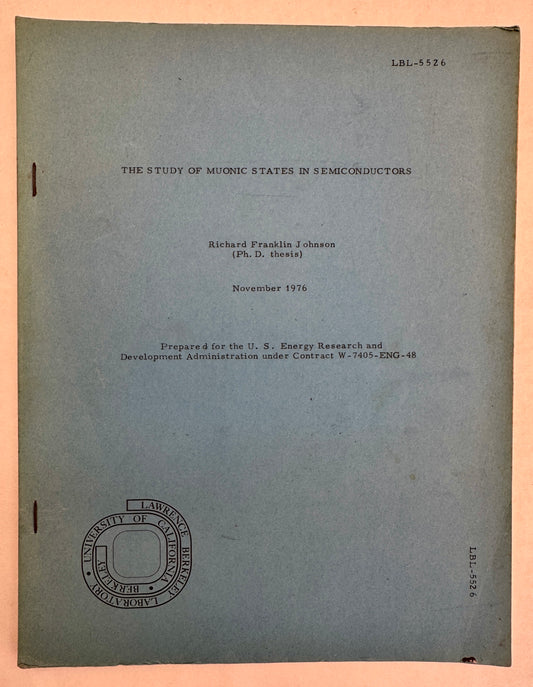 LBL-5526
THE STUDY OF MUONIC STATES IN SEMICONDUCTORS
Richard Franklin Johnson
(Ph. D. thesis)
November 1976
Prepared for the U. S. Energy Research and
Development Administration under Contract W-7405-ENG-48
LAWRENCE BERKELEY LABORATORY • UNIVERSITY OF CALIFORNIA • BERKELEY
LBL-5526